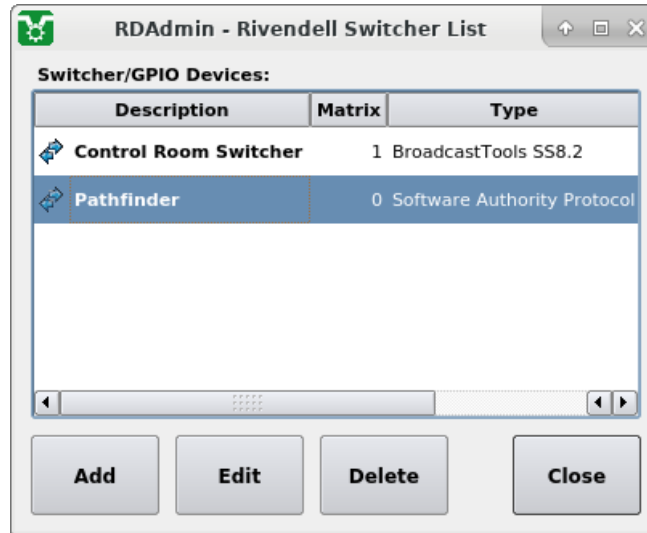 RDAdmin - Rivendell Switcher List
Switcher/GPIO Devices:
Description Matrix Type
Control Room Switcher 1 BroadcastTools SS8.2
Pathfinder 0 Software Authority Protocol
Add Edit Delete Close